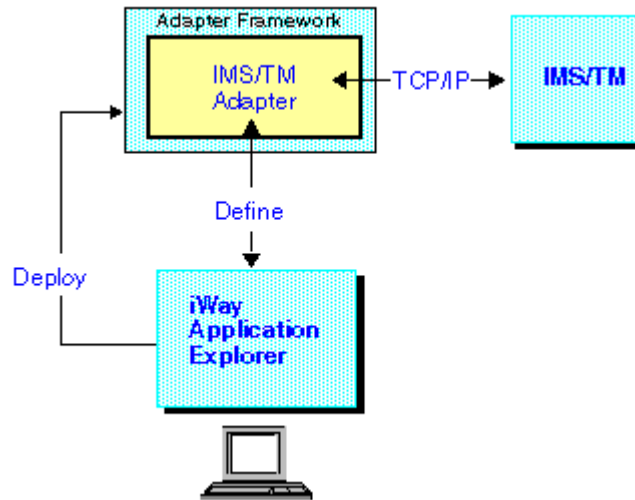 Adapter Framework
IMS/TM
Adapter
TCP/IP
IMS/TM
Define
Deploy
iWay
Application
Explorer